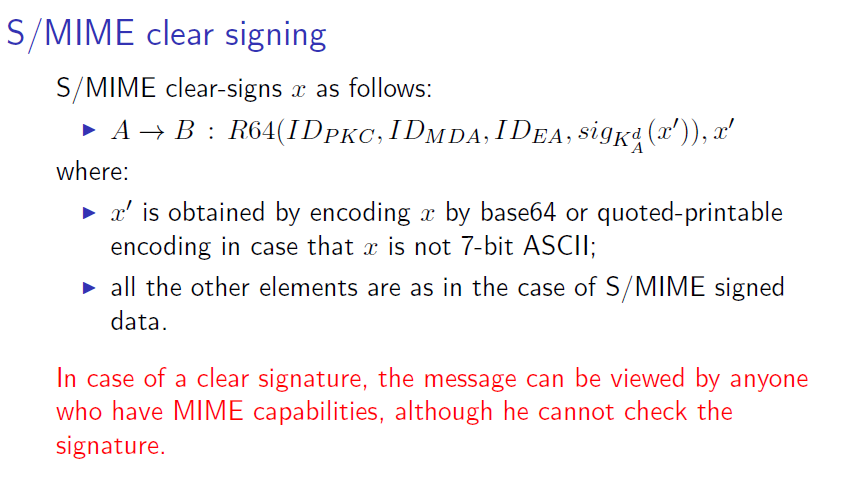 S/MIME clear signing
S/MIME clear-signs x as follows:
▶ A → B : R64(ID_{PKC}, ID_{MDA}, ID_{EA}, sig_{K_A^d}(x′)), x′
where:
▶ x′ is obtained by encoding x by base64 or quoted-printable
encoding in case that x is not 7-bit ASCII;
▶ all the other elements are as in the case of S/MIME signed
data.
In case of a clear signature, the message can be viewed by anyone
who have MIME capabilities, although he cannot check the
signature.